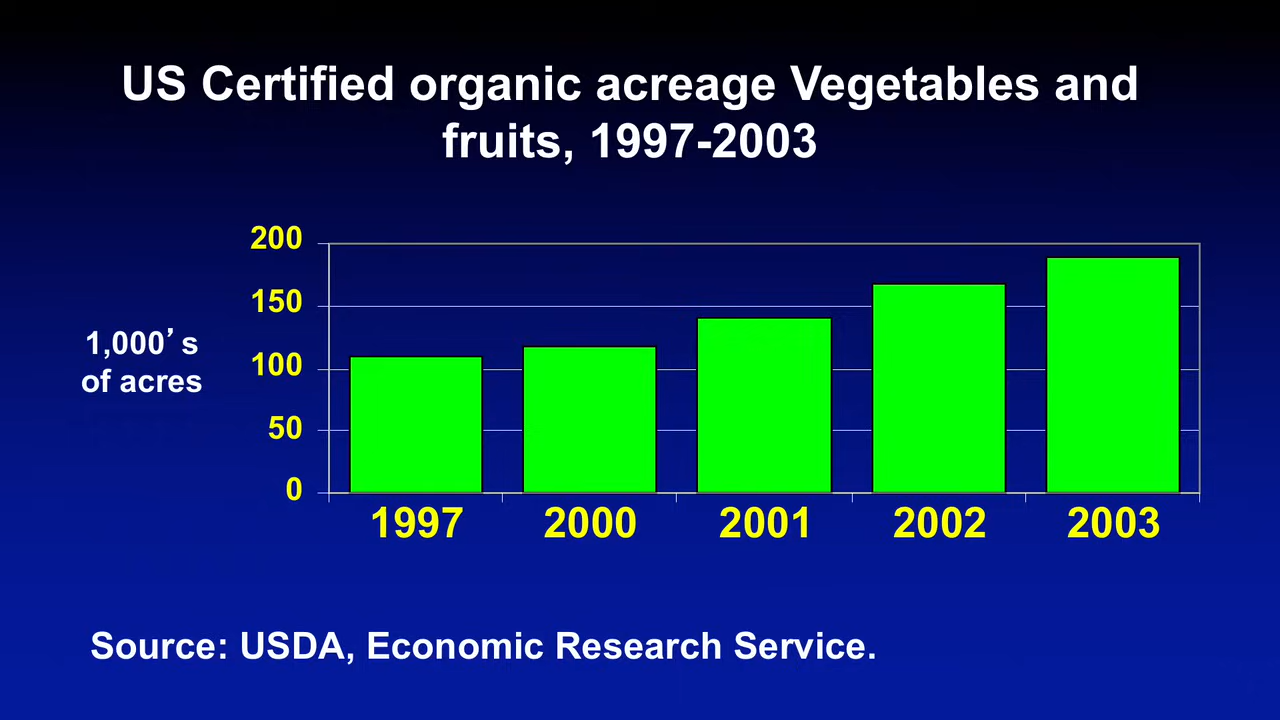 US Certified organic acreage Vegetables and
fruits, 1997-2003
200
150
100
50
0
1,000’s
of acres
1997 2000 2001 2002 2003
Source: USDA, Economic Research Service.